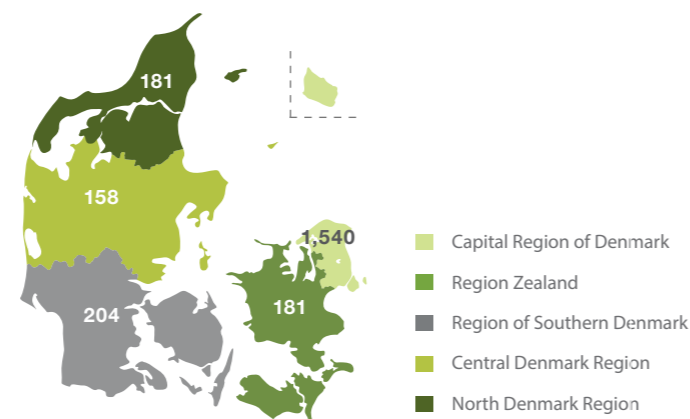 181
158
1,540
204
181
Capital Region of Denmark
Region Zealand
Region of Southern Denmark
Central Denmark Region
North Denmark Region